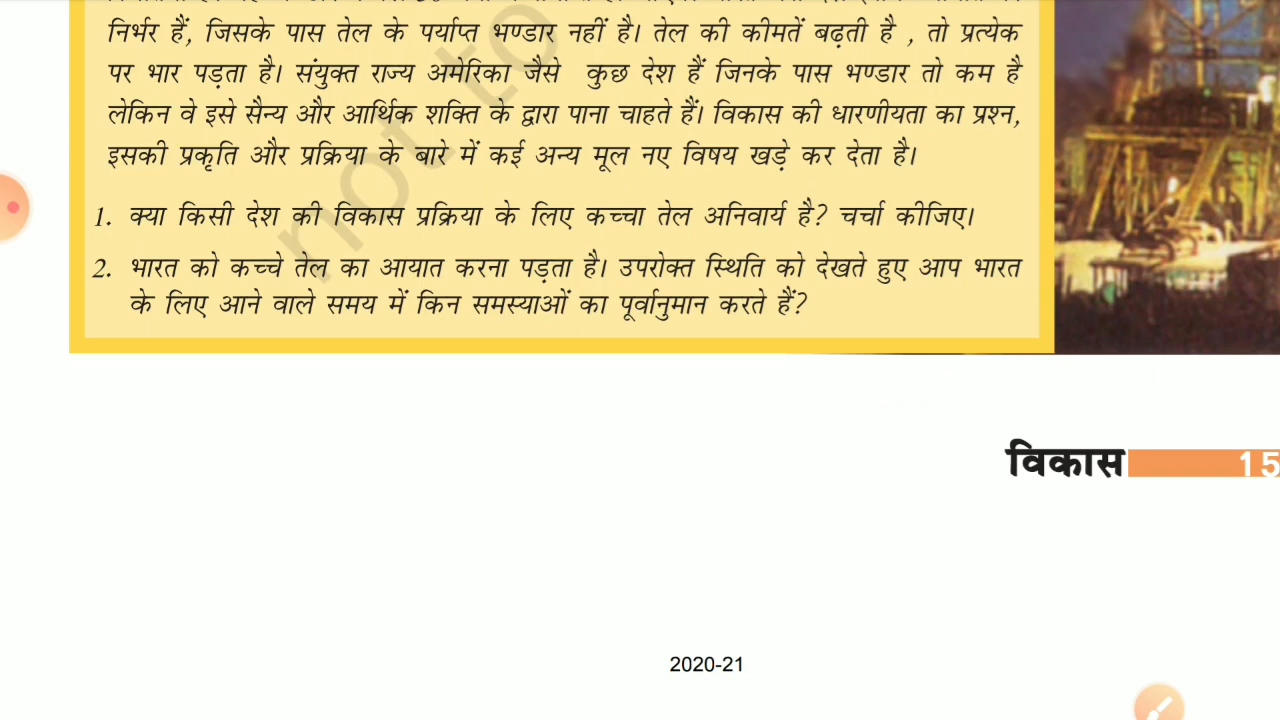 निर्भर हैं, जिसके पास तेल के पर्याप्त भण्डार नहीं है। तेल की कीमतें बढ़ती है , तो प्रत्येक
पर भार पड़ता है। संयुक्त राज्य अमेरिका जैसे कुछ देश हैं जिनके पास भण्डार तो कम है
लेकिन वे इसे सैन्य और आर्थिक शक्ति के द्वारा पाना चाहते हैं। विकास की धारणीयता का प्रश्न,
इसकी प्रकृति और प्रक्रिया के बारे में कई अन्य मूल नए विषय खड़े कर देता है।
1. क्या किसी देश की विकास प्रक्रिया के लिए कच्चा तेल अनिवार्य है? चर्चा कीजिए।
2. भारत को कच्चे तेल का आयात करना पड़ता है। उपरोक्त स्थिति को देखते हुए आप भारत
के लिए आने वाले समय में किन समस्याओं का पूर्वानुमान करते हैं?
not to
विकास 15
2020-21